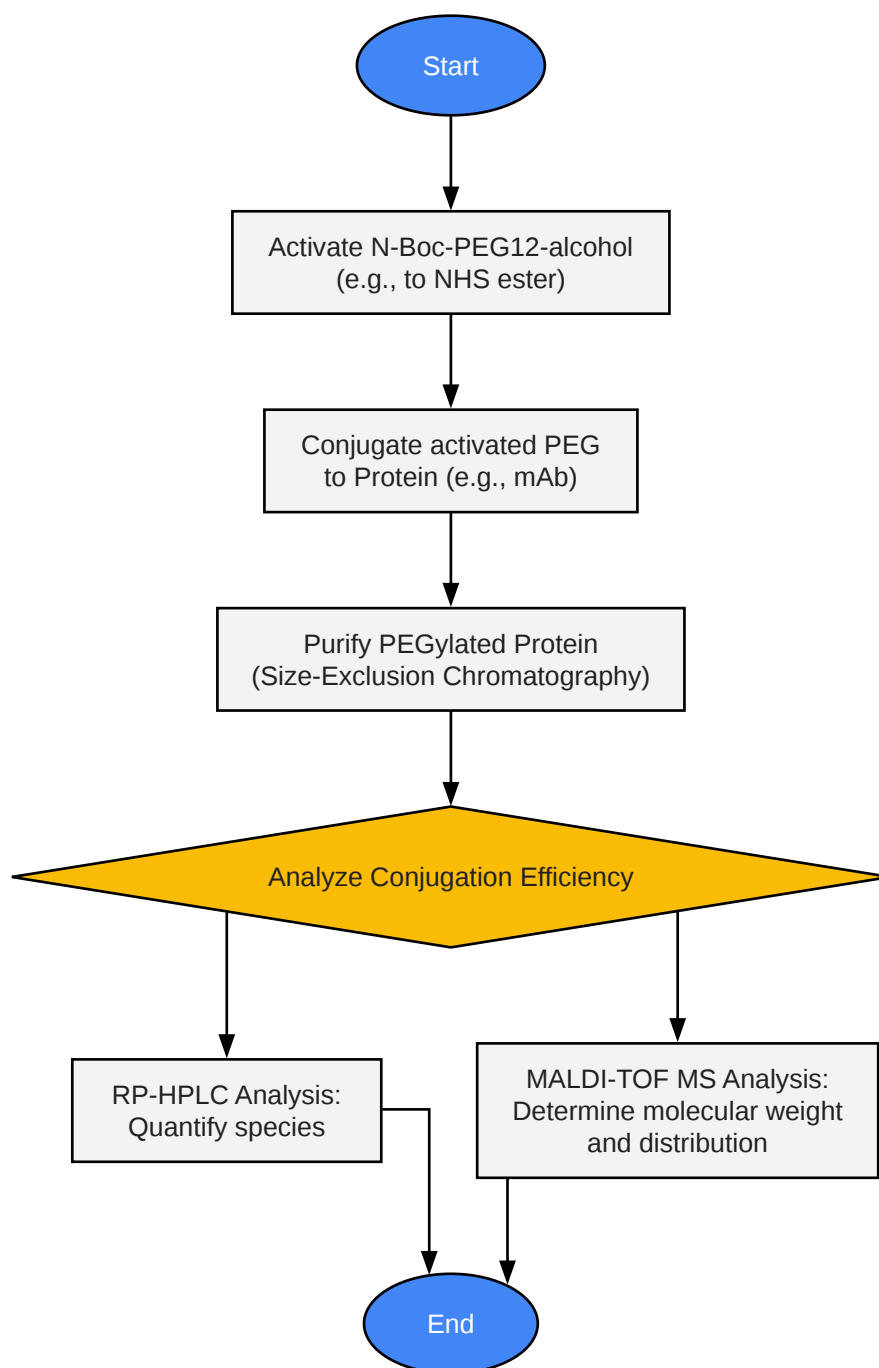 Start
Activate N-Boc-PEG12-alcohol
(e.g., to NHS ester)
Conjugate activated PEG
to Protein (e.g., mAb)
Purify PEGylated Protein
(Size-Exclusion Chromatography)
Analyze Conjugation Efficiency
RP-HPLC Analysis:
Quantify species
MALDI-TOF MS Analysis:
Determine molecular weight
and distribution
End